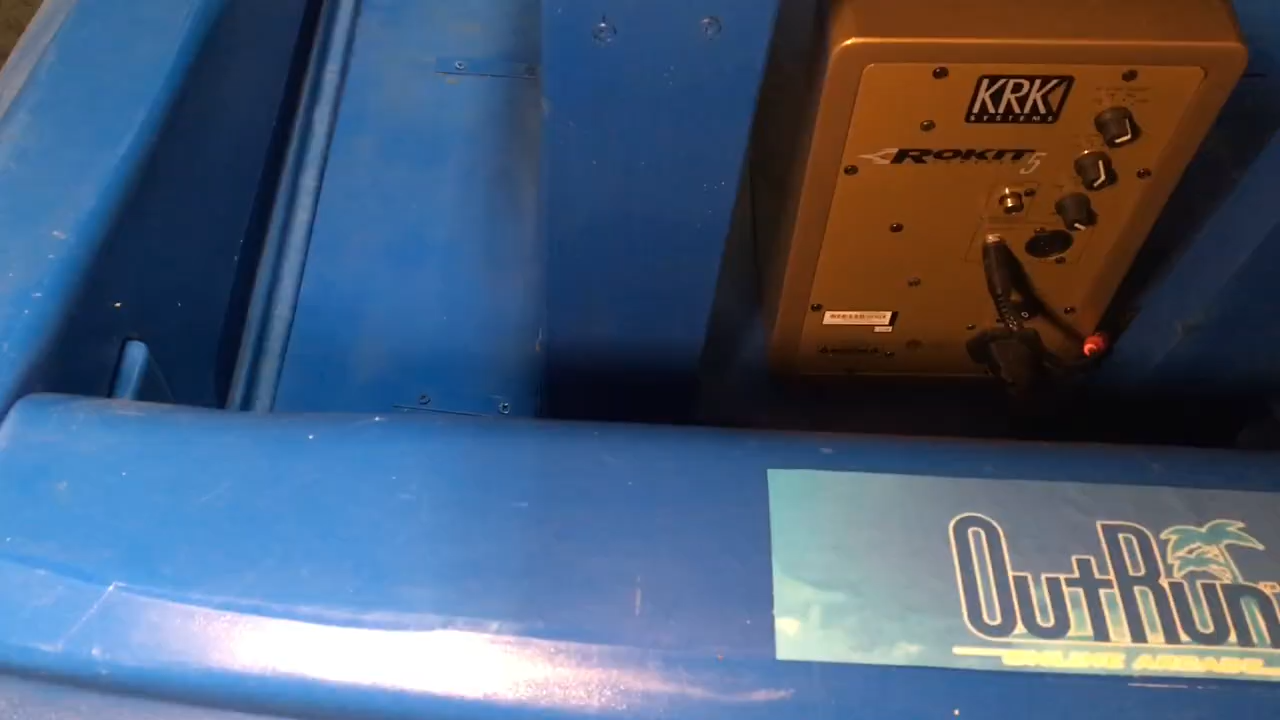 KRK
SYSTEMS
ROKIT 5
OutRun
ONLINE ARCADE